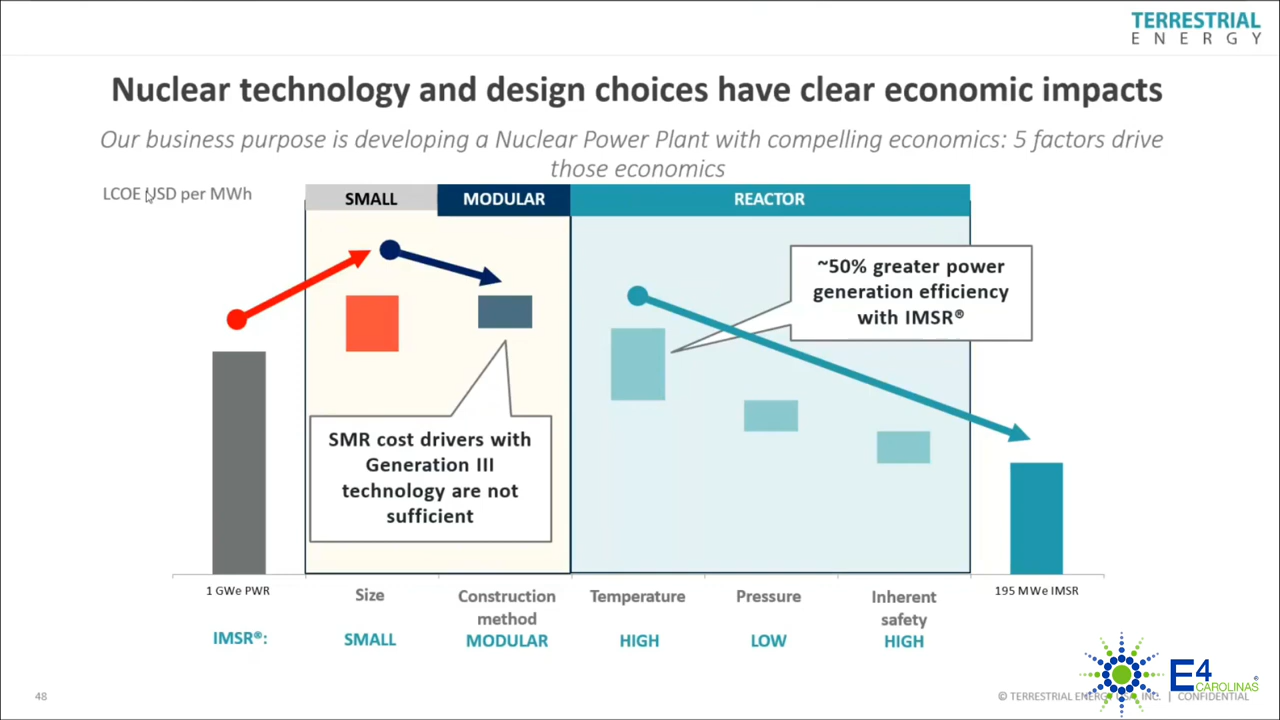 TERRESTRIAL
ENERGY
Nuclear technology and design choices have clear economic impacts
Our business purpose is developing a Nuclear Power Plant with compelling economics: 5 factors drive
those economics
LCOE USD per MWh
SMALL
MODULAR
REACTOR
~50% greater power
generation efficiency
with IMSR®
SMR cost drivers with
Generation III
technology are not
sufficient
1 GWe PWR
Size
Construction
method
Temperature
Pressure
Inherent
safety
195 MWe IMSR
IMSR®:
SMALL
MODULAR
HIGH
LOW
HIGH
E4
CAROLINAS®
48
© TERRESTRIAL ENERGY USA, INC. | CONFIDENTIAL